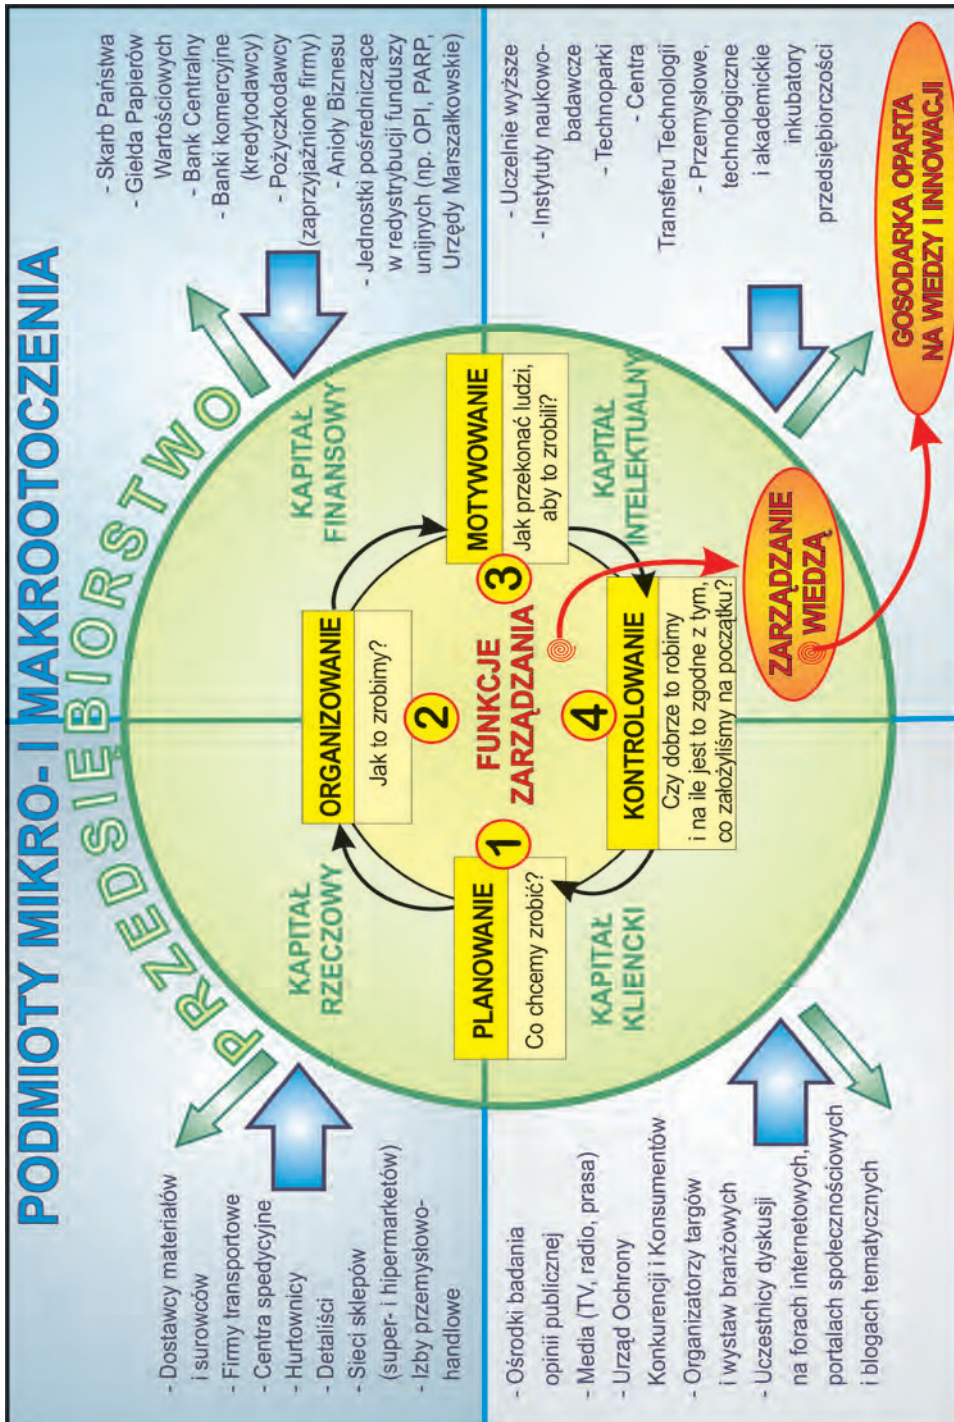 PODMIOTY MIKRO- I MAKROOTOCZENIA
PRZEDSIĘBIORSTWO
- Dostawcy materiałów
i surowców
- Firmy transportowe
- Centra spedycyjne
- Hurtownicy
- Detaliści
- Sieci sklepów
(super- i hipermarketów)
- Izby przemysłowo-
handlowe
- Skarb Państwa
- Giełda Papierów
Wartościowych
- Bank Centralny
- Banki komercyjne
(kredytodawcy)
- Pożyczkodawcy
(zaprzyjaźnione firmy)
- Anioły Biznesu
- Jednostki pośredniczące
w redystrybucji funduszy
unijnych (np. OPI, PARP,
Urzędy Marszałkowskie)
KAPITAŁ
RZECZOWY
KAPITAŁ
FINANSOWY
ORGANIZOWANIE
Jak to zrobimy?
2
PLANOWANIE
Co chcemy zrobić?
1
FUNKCJE
ZARZĄDZANIA
3
MOTYWOWANIE
Jak przekonać ludzi,
aby to zrobili?
4
KONTROLOWANIE
Czy dobrze to robimy
i na ile jest to zgodne z tym,
co założyliśmy na początku?
KAPITAŁ
KLIENCKI
KAPITAŁ
INTELEKTUALNY
ZARZĄDZANIE
WIEDZĄ
- Ośrodki badania
opinii publicznej
- Media (TV, radio, prasa)
- Urząd Ochrony
Konkurencji i Konsumentów
- Organizatorzy targów
i wystaw branżowych
- Uczestnicy dyskusji
na forach internetowych,
portalach społecznościowych
i blogach tematycznych
- Uczelnie wyższe
- Instytuty naukowo-
badawcze
- Technoparki
- Centra
Transferu Technologii
- Przemysłowe,
technologiczne
i akademickie
inkubatory
przedsiębiorczości
GOSODARKA OPARTA
NA WIEDZY I INNOWACJI